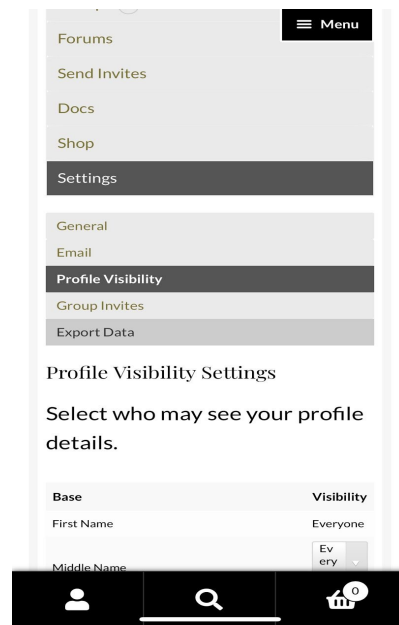 Menu
Forums
Send Invites
Docs
Shop
Settings
General
Email
Profile Visibility
Group Invites
Export Data
Profile Visibility Settings
Select who may see your profile
details.
Base Visibility
First Name Everyone
Ev
Middle Name ery
0